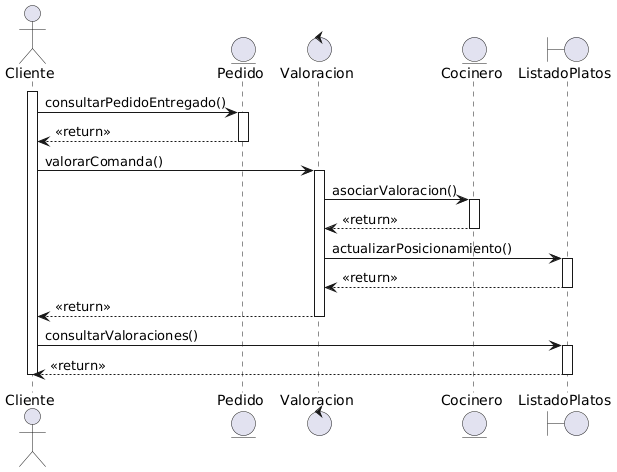 Cliente
Pedido
Valoracion
Cocinero
ListadoPlatos
consultarPedidoEntregado()
«return»
valorarComanda()
asociarValoracion()
«return»
actualizarPosicionamiento()
«return»
«return»
consultarValoraciones()
«return»
Cliente
Pedido
Valoracion
Cocinero
ListadoPlatos